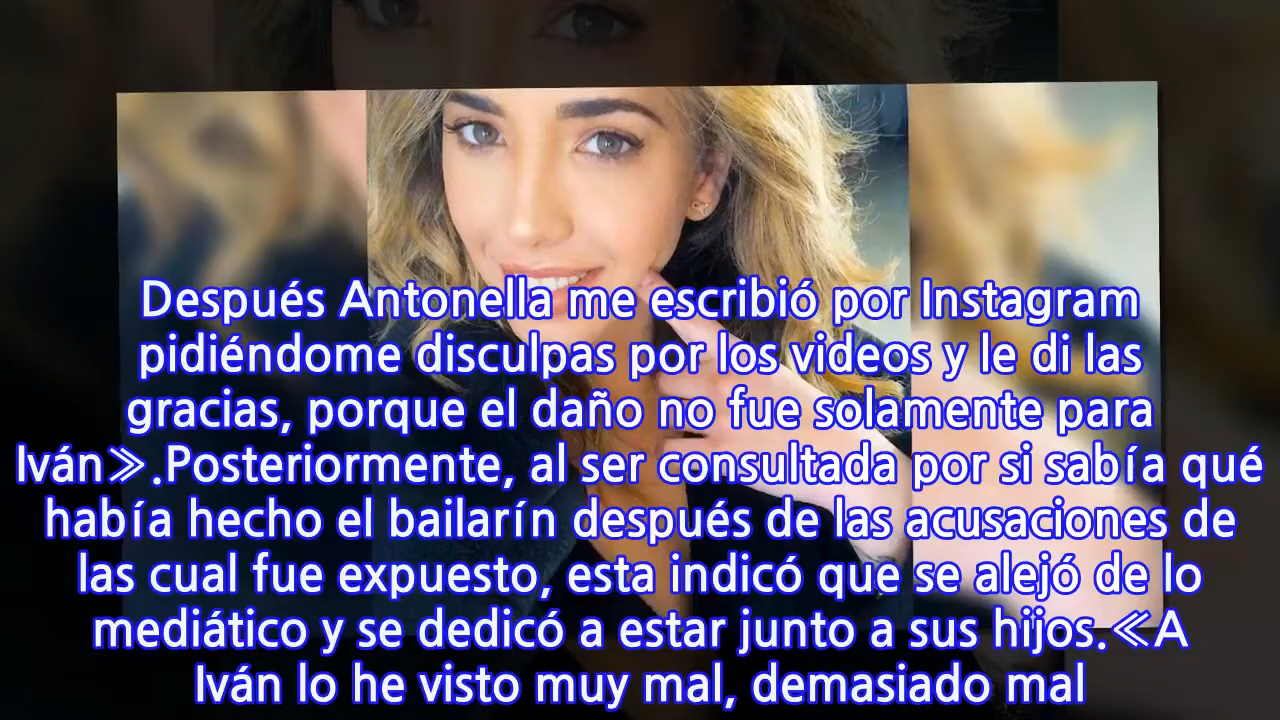 Después Antonella me escribió por Instagram
pidiéndome disculpas por los videos y le di las
gracias, porque el daño no fue solamente para
Iván≫.Posteriormente, al ser consultada por si sabía qué
había hecho el bailarín después de las acusaciones de
las cual fue expuesto, esta indicó que se alejó de lo
mediático y se dedicó a estar junto a sus hijos.≪A
Iván lo he visto muy mal, demasiado mal